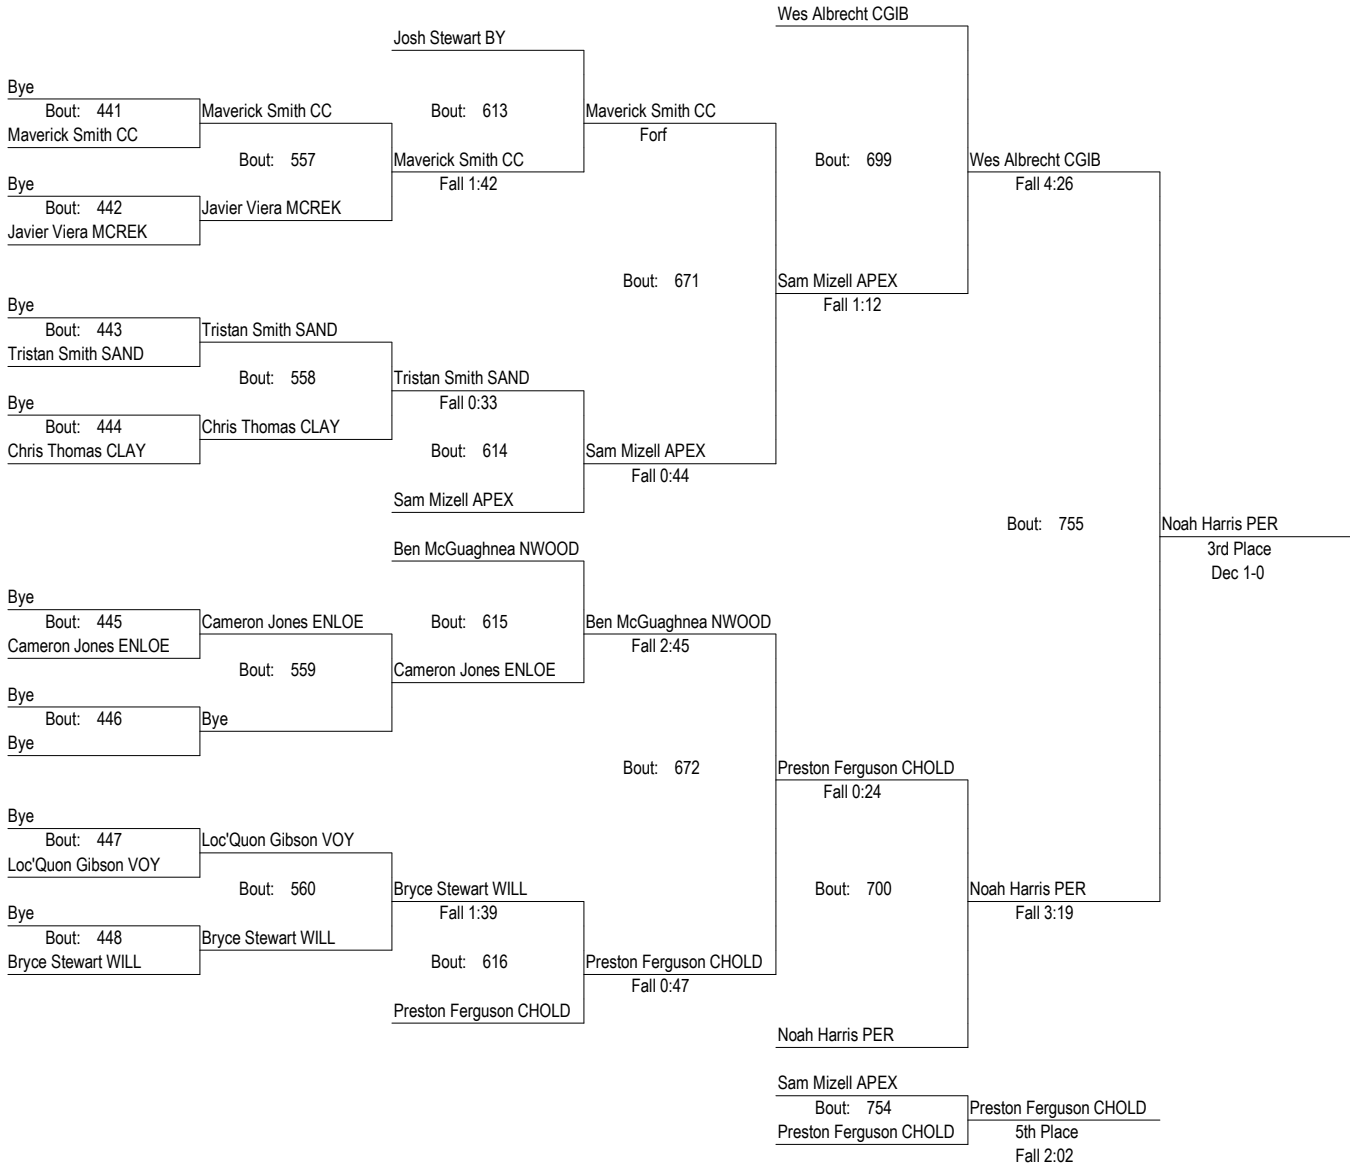 Wes Albrecht CGIB
Josh Stewart BY
Bye
Bout: 441
Maverick Smith CC
Maverick Smith CC
Bout: 613
Maverick Smith CC
Forf
Bout: 557
Maverick Smith CC
Fall 1:42
Bout: 699
Wes Albrecht CGIB
Fall 4:26
Bye
Bout: 442
Javier Viera MCREK
Javier Viera MCREK
Bout: 671
Sam Mizell APEX
Fall 1:12
Bye
Bout: 443
Tristan Smith SAND
Tristan Smith SAND
Bout: 558
Tristan Smith SAND
Fall 0:33
Bye
Bout: 444
Chris Thomas CLAY
Chris Thomas CLAY
Bout: 614
Sam Mizell APEX
Fall 0:44
Sam Mizell APEX
Bout: 755
Noah Harris PER
3rd Place
Dec 1-0
Ben McGuaghnea NWOOD
Bye
Bout: 445
Cameron Jones ENLOE
Cameron Jones ENLOE
Bout: 615
Ben McGuaghnea NWOOD
Fall 2:45
Bout: 559
Cameron Jones ENLOE
Bye
Bout: 446
Bye
Bye
Bout: 672
Preston Ferguson CHOLD
Fall 0:24
Bye
Bout: 447
Loc'Quon Gibson VOY
Loc'Quon Gibson VOY
Bout: 560
Bryce Stewart WILL
Fall 1:39
Bout: 700
Noah Harris PER
Fall 3:19
Bye
Bout: 448
Bryce Stewart WILL
Bryce Stewart WILL
Bout: 616
Preston Ferguson CHOLD
Fall 0:47
Preston Ferguson CHOLD
Noah Harris PER
Sam Mizell APEX
Bout: 754
Preston Ferguson CHOLD
Preston Ferguson CHOLD
5th Place
Fall 2:02